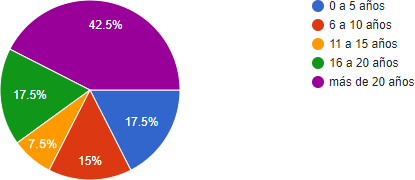 42.5%
17.5%
7.5%
15%
17.5%
0 a 5 años
6 a 10 años
11 a 15 años
16 a 20 años
más de 20 años